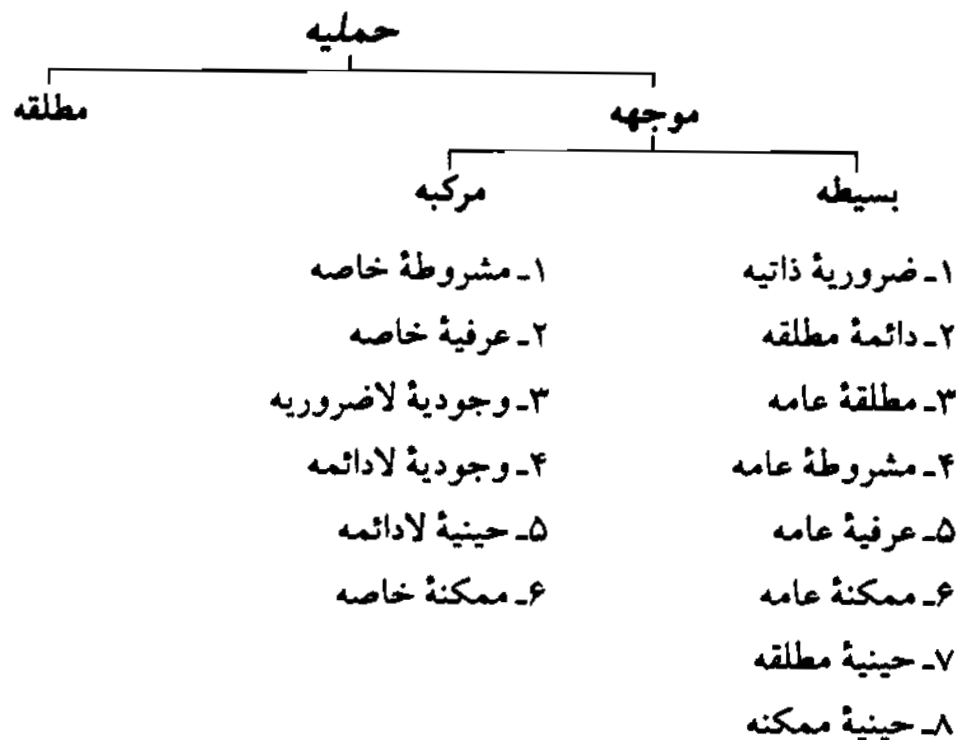 حملیه
موجهه
مطلقه
بسیطه
مرکبه
۱ـ ضروریهٔ ذاتیه
۲ـ دائمهٔ مطلقه
۳ـ مطلقهٔ عامه
۴ـ مشروطهٔ عامه
۵ـ عرفیهٔ عامه
۶ـ ممکنهٔ عامه
۷ـ حینیهٔ مطلقه
۸ـ حینیهٔ ممکنه
۱ـ مشروطهٔ خاصه
۲ـ عرفیهٔ خاصه
۳ـ وجودیهٔ لاضروریه
۴ـ وجودیهٔ لادائمه
۵ـ حینیهٔ لادائمه
۶ـ ممکنهٔ خاصه